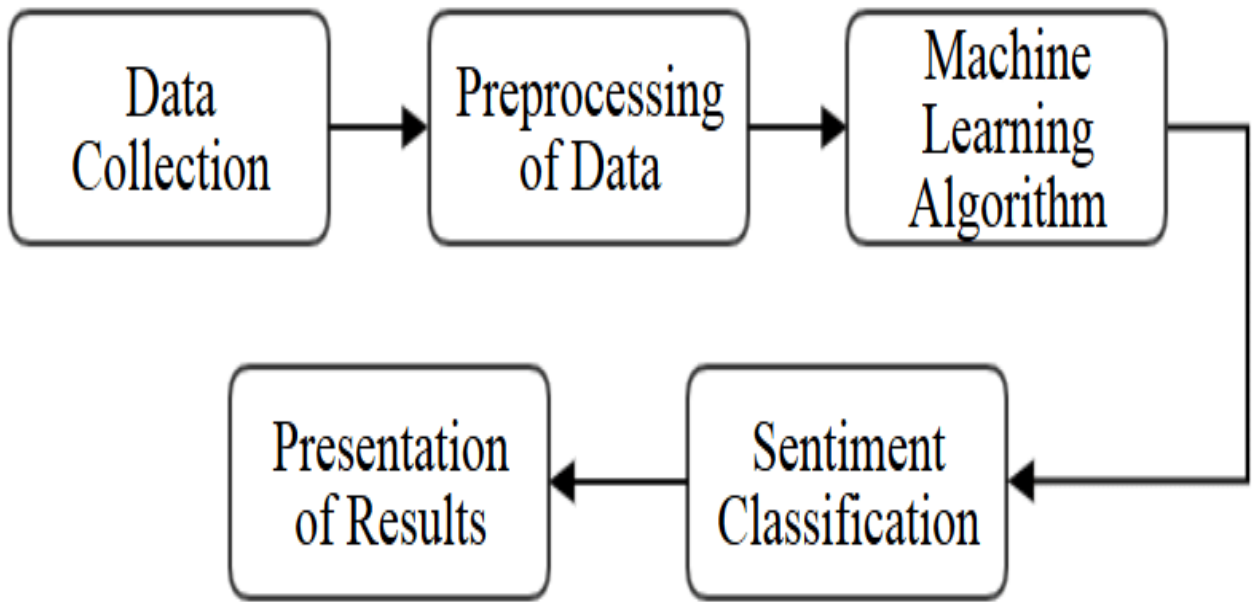 Data
Collection
Preprocessing
of Data
Machine
Learning
Algorithm
Sentiment
Classification
Presentation
of Results